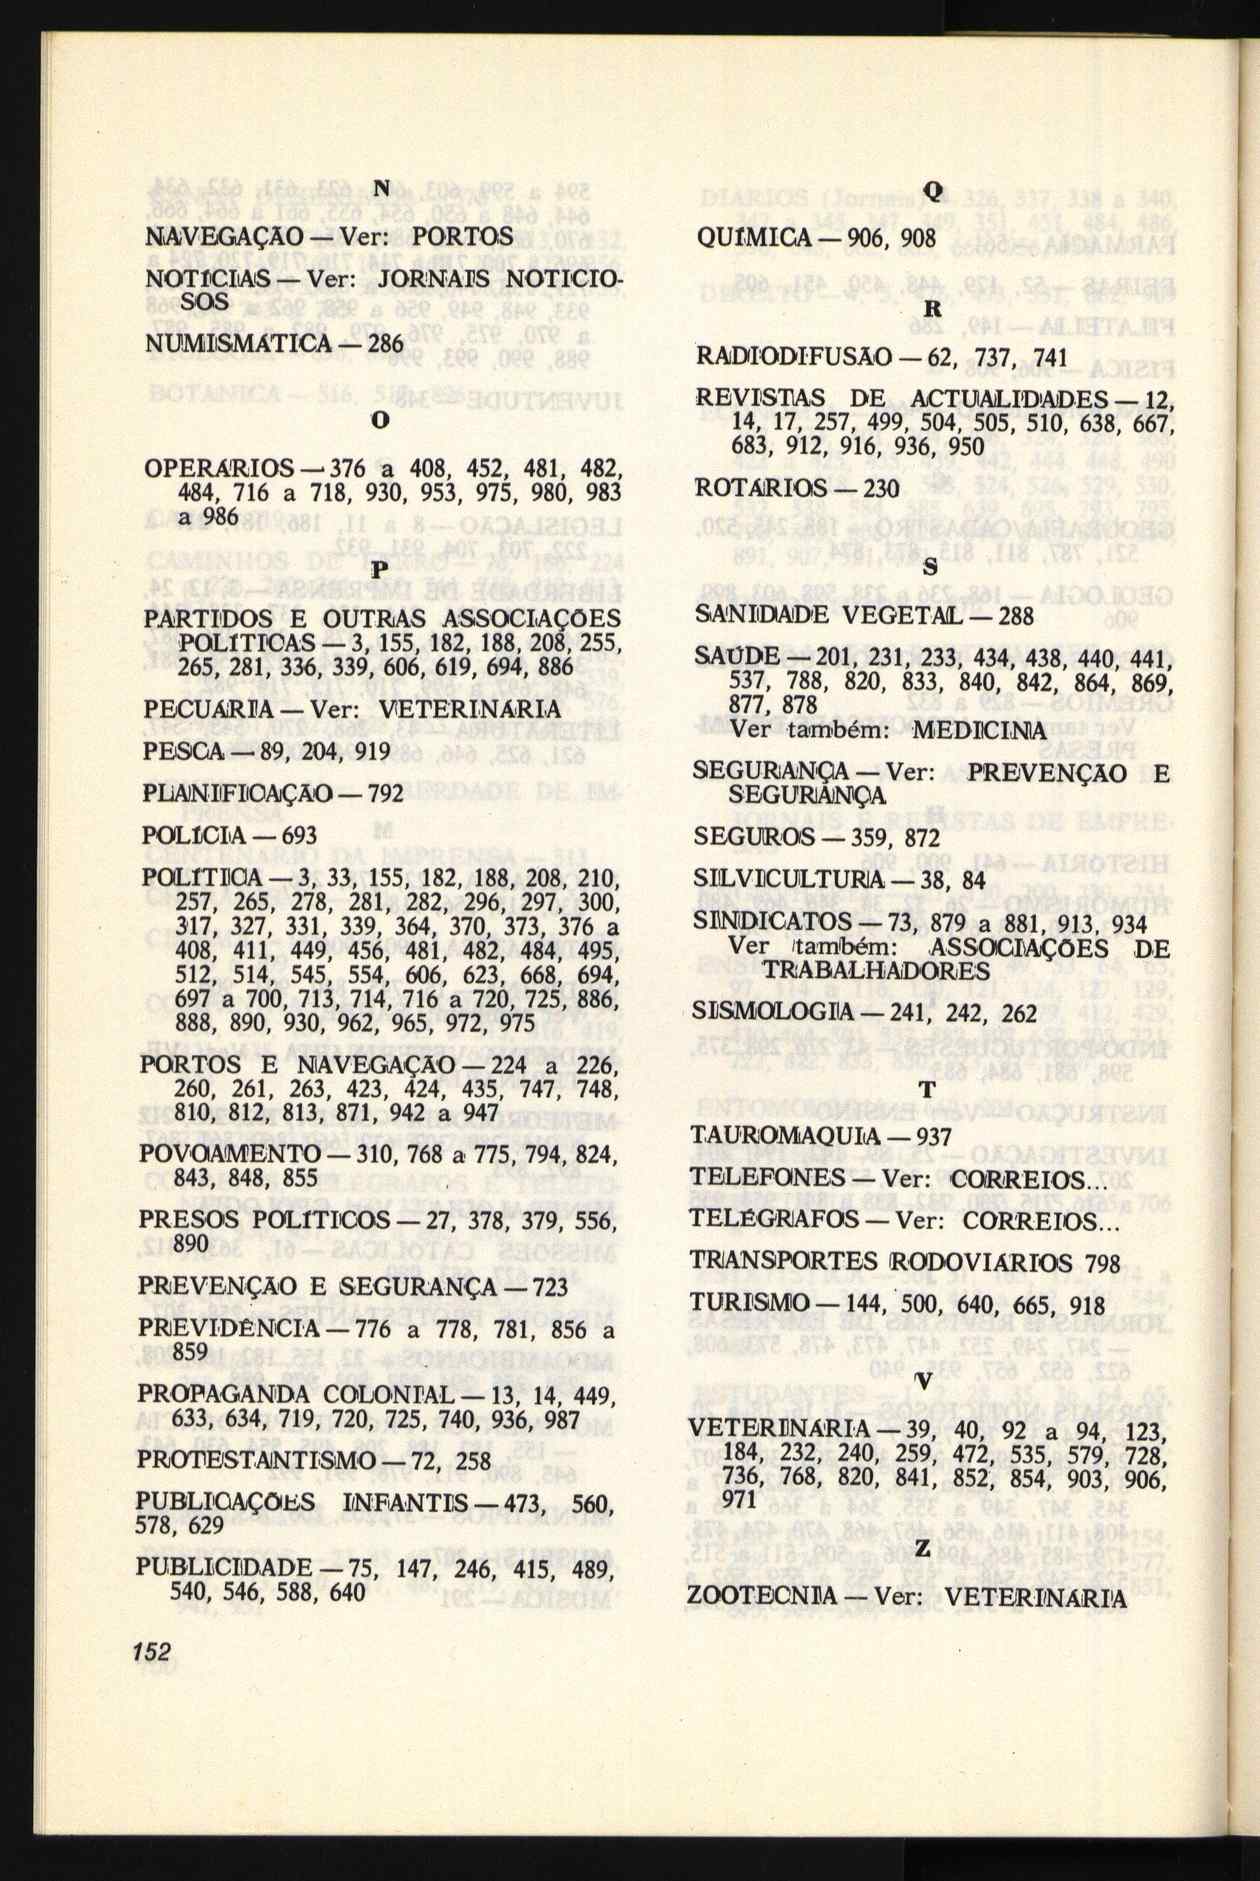 N
NAVEGAÇÃO — Ver: PORTOS
NOTÍCIAS — Ver: JORNAIS NOTICIO-
SOS
NUMISMÁTICA — 286
O
OPERÁRIOS — 376 a 408, 452, 481, 482,
484, 716 a 718, 930, 953, 975, 980, 983
a 986
P
PARTIDOS E OUTRAS ASSOCIAÇÕES
POLÍTICAS — 3, 155, 182, 188, 208, 255,
265, 281, 336, 339, 606, 619, 694, 886
PECUÁRIA — Ver: VETERINÁRIA
PESCA — 89, 204, 919
PLANIFICAÇÃO — 792
POLÍCIA — 693
POLÍTICA — 3, 33, 155, 182, 188, 208, 210,
257, 265, 278, 281, 282, 296, 297, 300,
317, 327, 331, 339, 364, 370, 373, 376 a
408, 411, 449, 456, 481, 482, 484, 495,
512, 514, 545, 554, 606, 623, 668, 694,
697 a 700, 713, 714, 716 a 720, 725, 886,
888, 890, 930, 962, 965, 972, 975
PORTOS E NAVEGAÇÃO — 224 a 226,
260, 261, 263, 423, 424, 435, 747, 748,
810, 812, 813, 871, 942 a 947
POVOAMENTO — 310, 768 a 775, 794, 824,
843, 848, 855
PRESOS POLÍTICOS — 27, 378, 379, 556,
890
PREVENÇÃO E SEGURANÇA — 723
PREVIDÊNCIA — 776 a 778, 781, 856 a
859
PROPAGANDA COLONIAL — 13, 14, 449,
633, 634, 719, 720, 725, 740, 936, 987
PROTESTANTISMO — 72, 258
PUBLICAÇÕES INFANTIS — 473, 560,
578, 629
PUBLICIDADE — 75, 147, 246, 415, 489,
540, 546, 588, 640
152
Q
QUÍMICA — 906, 908
R
RADIODIFUSÃO — 62, 737, 741
REVISTAS DE ACTUALIDADES — 12,
14, 17, 257, 499, 504, 505, 510, 638, 667,
683, 912, 916, 936, 950
ROTÁRIOS — 230
S
SANIDADE VEGETAL — 288
SAÚDE — 201, 231, 233, 434, 438, 440, 441,
537, 788, 820, 833, 840, 842, 864, 869,
877, 878
Ver também: MEDICINA
SEGURANÇA — Ver: PREVENÇÃO E
SEGURANÇA
SEGUROS — 359, 872
SILVICULTURA — 38, 84
SINDICATOS — 73, 879 a 881, 913, 934
Ver também: ASSOCIAÇÕES DE
TRABALHADORES
SISMOLOGIA — 241, 242, 262
T
TAUROMAQUIA — 937
TELEFONES — Ver: CORREIOS...
TELÉGRAFOS — Ver: CORREIOS...
TRANSPORTES RODOVIÁRIOS 798
TURISMO — 144, 500, 640, 665, 918
V
VETERINÁRIA — 39, 40, 92 a 94, 123,
184, 232, 240, 259, 472, 535, 579, 728,
736, 768, 820, 841, 852, 854, 903, 906,
971
Z
ZOOTECNIA — Ver: VETERINÁRIA